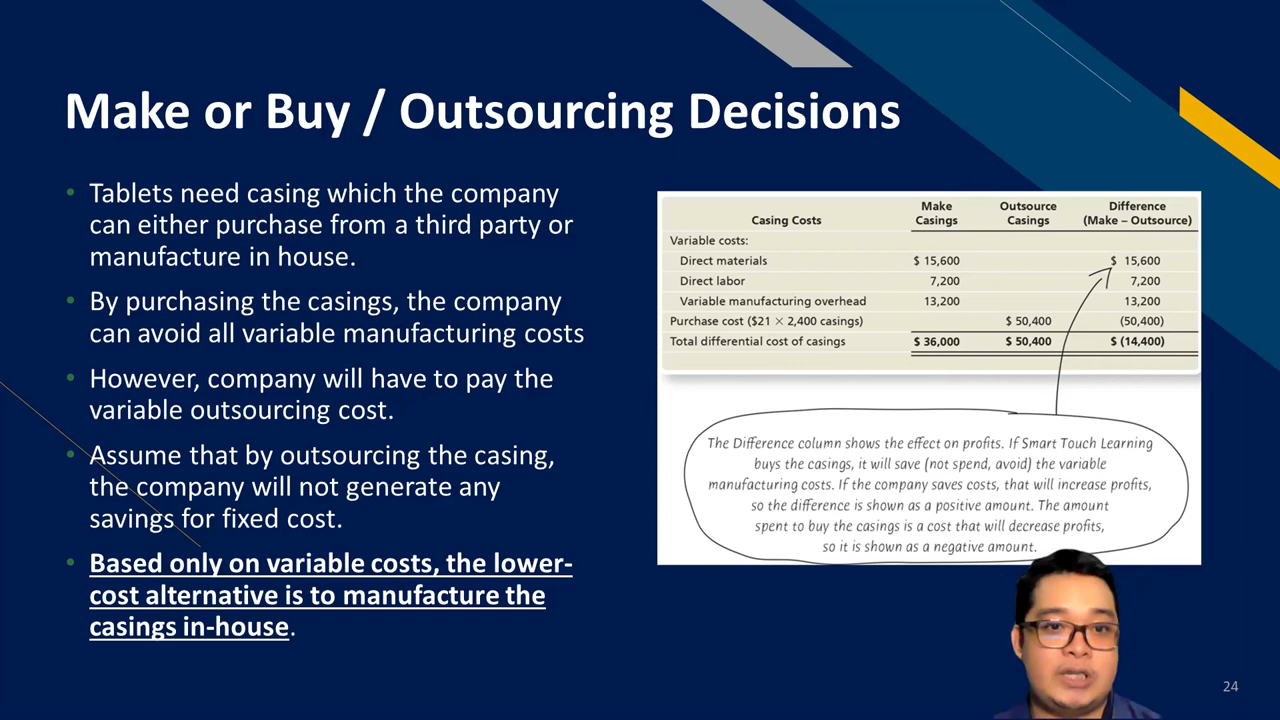 Make or Buy / Outsourcing Decisions
• Tablets need casing which the company
can either purchase from a third party or
manufacture in house.
• By purchasing the casings, the company
can avoid all variable manufacturing costs
• However, company will have to pay the
variable outsourcing cost.
• Assume that by outsourcing the casing,
the company will not generate any
savings for fixed cost.
• Based only on variable costs, the lower-
cost alternative is to manufacture the
casings in-house.
Casing Costs Make Casings Outsource Casings Difference (Make – Outsource)
Variable costs:
Direct materials $ 15,600 $ 15,600
Direct labor 7,200 7,200
Variable manufacturing overhead 13,200 13,200
Purchase cost ($21 × 2,400 casings) $ 50,400 (50,400)
Total differential cost of casings $ 36,000 $ 50,400 $ (14,400)
The Difference column shows the effect on profits. If Smart Touch Learning
buys the casings, it will save (not spend, avoid) the variable
manufacturing costs. If the company saves costs, that will increase profits,
so the difference is shown as a positive amount. The amount
spent to buy the casings is a cost that will decrease profits,
so it is shown as a negative amount.
24